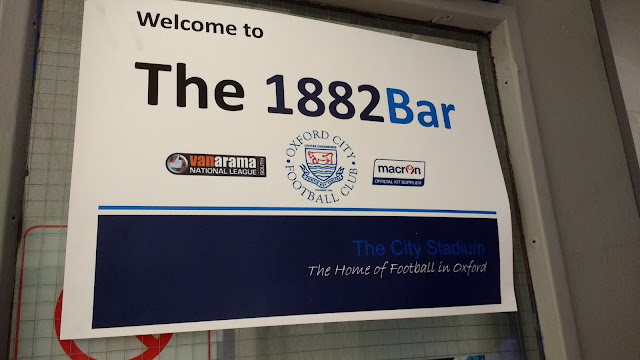 Welcome to
The 1882Bar
vanarama
NATIONAL LEAGUE
SOUTH
OXFORD CITY
FOOTBALL CLUB
macron
OFFICIAL KIT SUPPLIER
The City Stadium
The Home of Football in Oxford